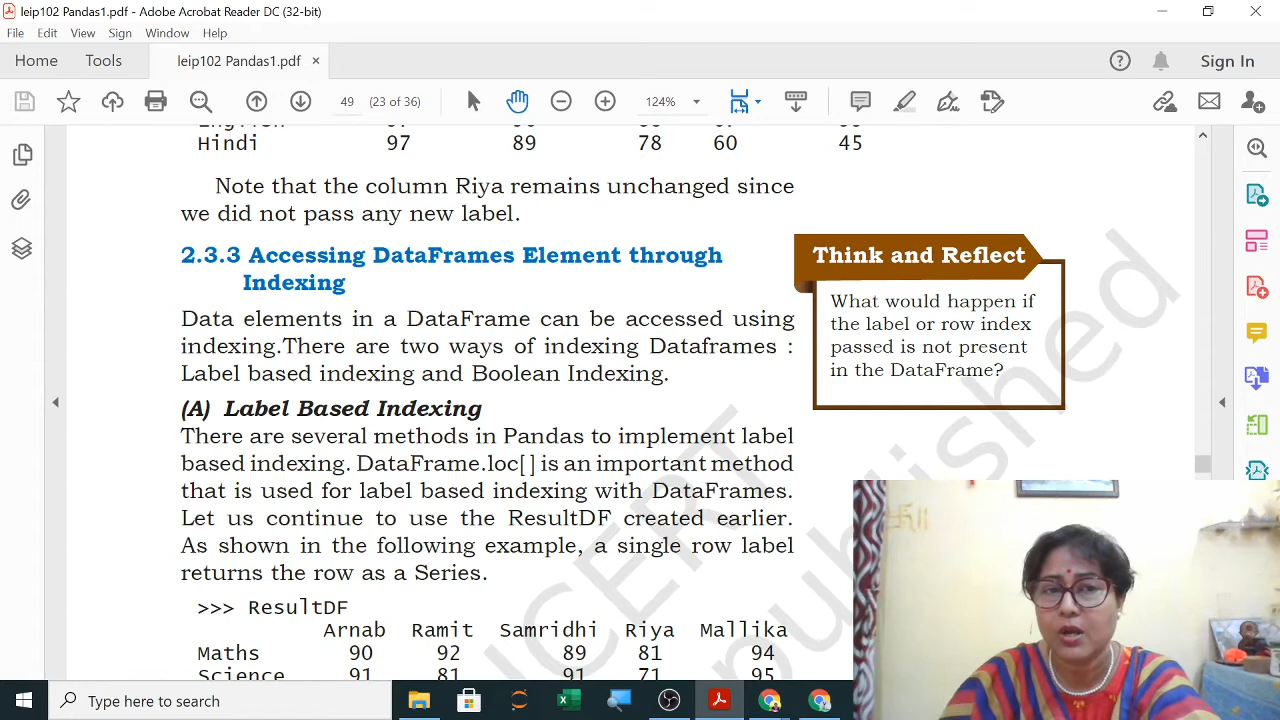 leip102 Pandas1.pdf - Adobe Acrobat Reader DC (32-bit)
File Edit View Sign Window Help
Home Tools leip102 Pandas1.pdf × Sign In
49 (23 of 36) 124%
Hindi 97 89 78 60 45
Note that the column Riya remains unchanged since
we did not pass any new label.
2.3.3 Accessing DataFrames Element through
Indexing
Data elements in a DataFrame can be accessed using
indexing.There are two ways of indexing Dataframes :
Label based indexing and Boolean Indexing.
(A) Label Based Indexing
There are several methods in Pandas to implement label
based indexing. DataFrame.loc[ ] is an important method
that is used for label based indexing with DataFrames.
Let us continue to use the ResultDF created earlier.
As shown in the following example, a single row label
returns the row as a Series.
>>> ResultDF
Arnab Ramit Samridhi Riya Mallika
Maths 90 92 89 81 94
Science 91 81 91 71 95
Think and Reflect
What would happen if
the label or row index
passed is not present
in the DataFrame?
NCERT
published
Type here to search